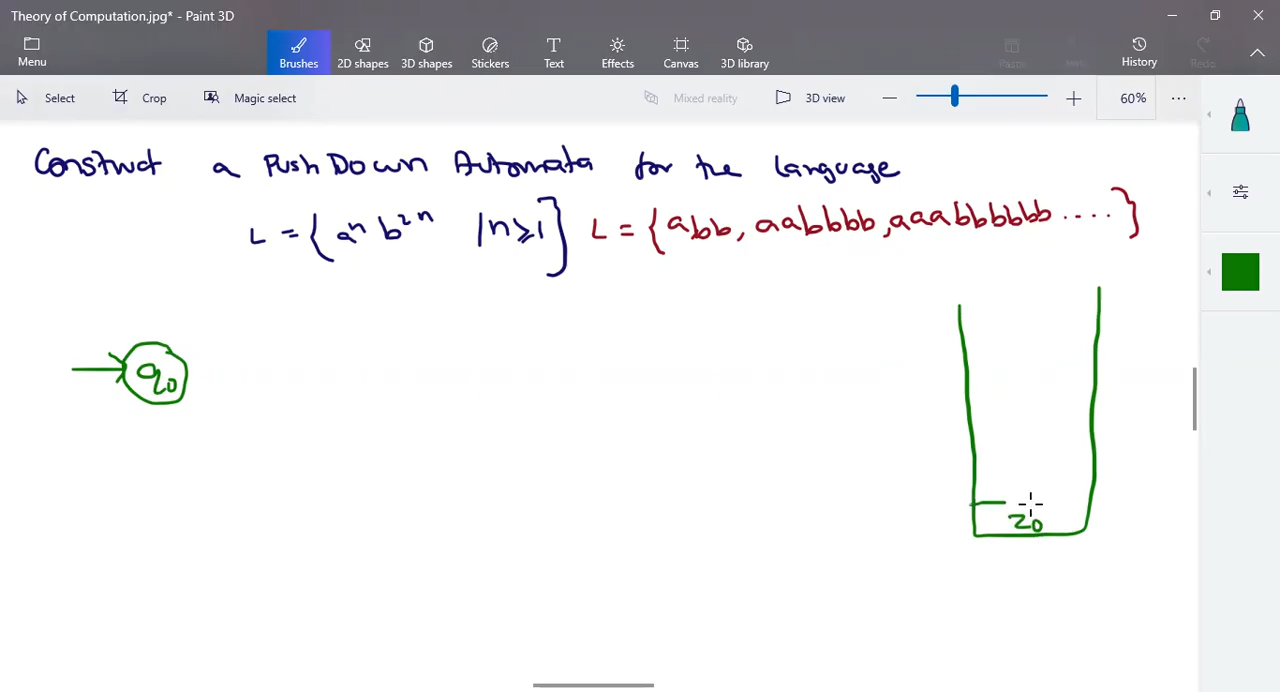 Theory of Computation.jpg* - Paint 3D
Menu
Brushes
2D shapes
3D shapes
Stickers
Text
Effects
Canvas
3D library
History
Redo
Select
Crop
Magic select
Mixed reality
3D view
60%
Construct a PushDown Automata for the language
L = { aⁿ b²ⁿ | n ≥ 1 } L = { abb, aabbbb, aaabbbbbb .... }
q0
z0